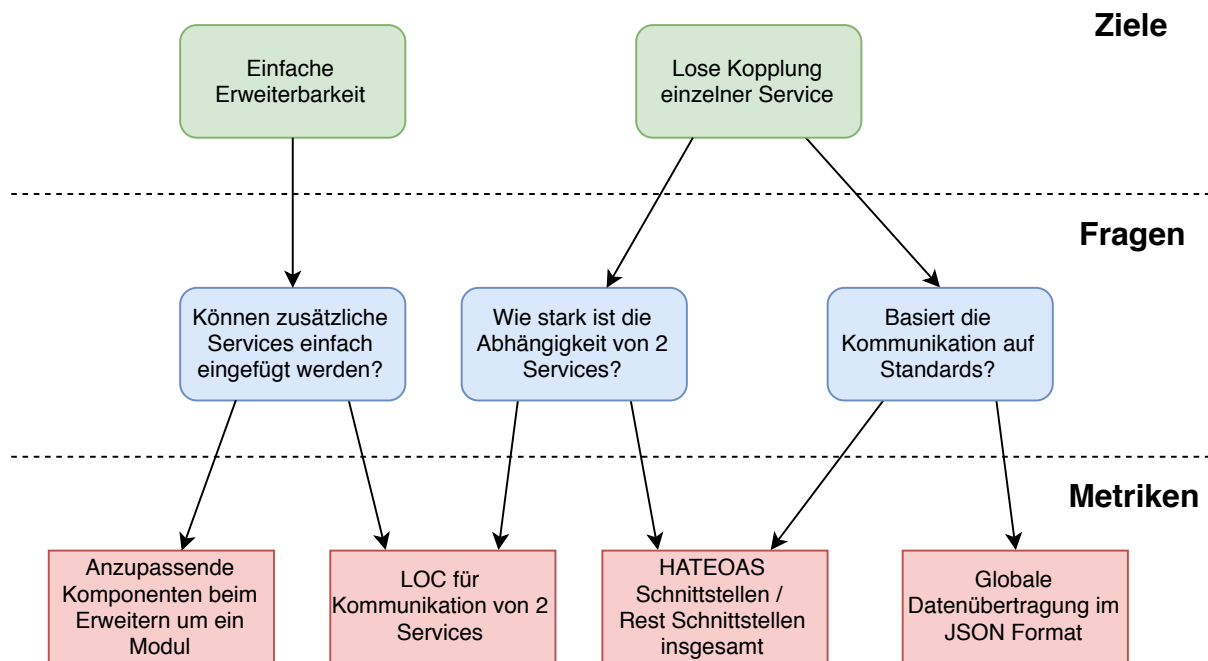 Ziele
Einfache
Erweiterbarkeit
Lose Kopplung
einzelner Service
Fragen
Können zusätzliche
Services einfach
eingefügt werden?
Wie stark ist die
Abhängigkeit von 2
Services?
Basiert die
Kommunikation auf
Standards?
Metriken
Anzupassende
Komponenten beim
Erweitern um ein
Modul
LOC für
Kommunikation von 2
Services
HATEOAS
Schnittstellen /
Rest Schnittstellen
insgesamt
Globale
Datenübertragung im
JSON Format